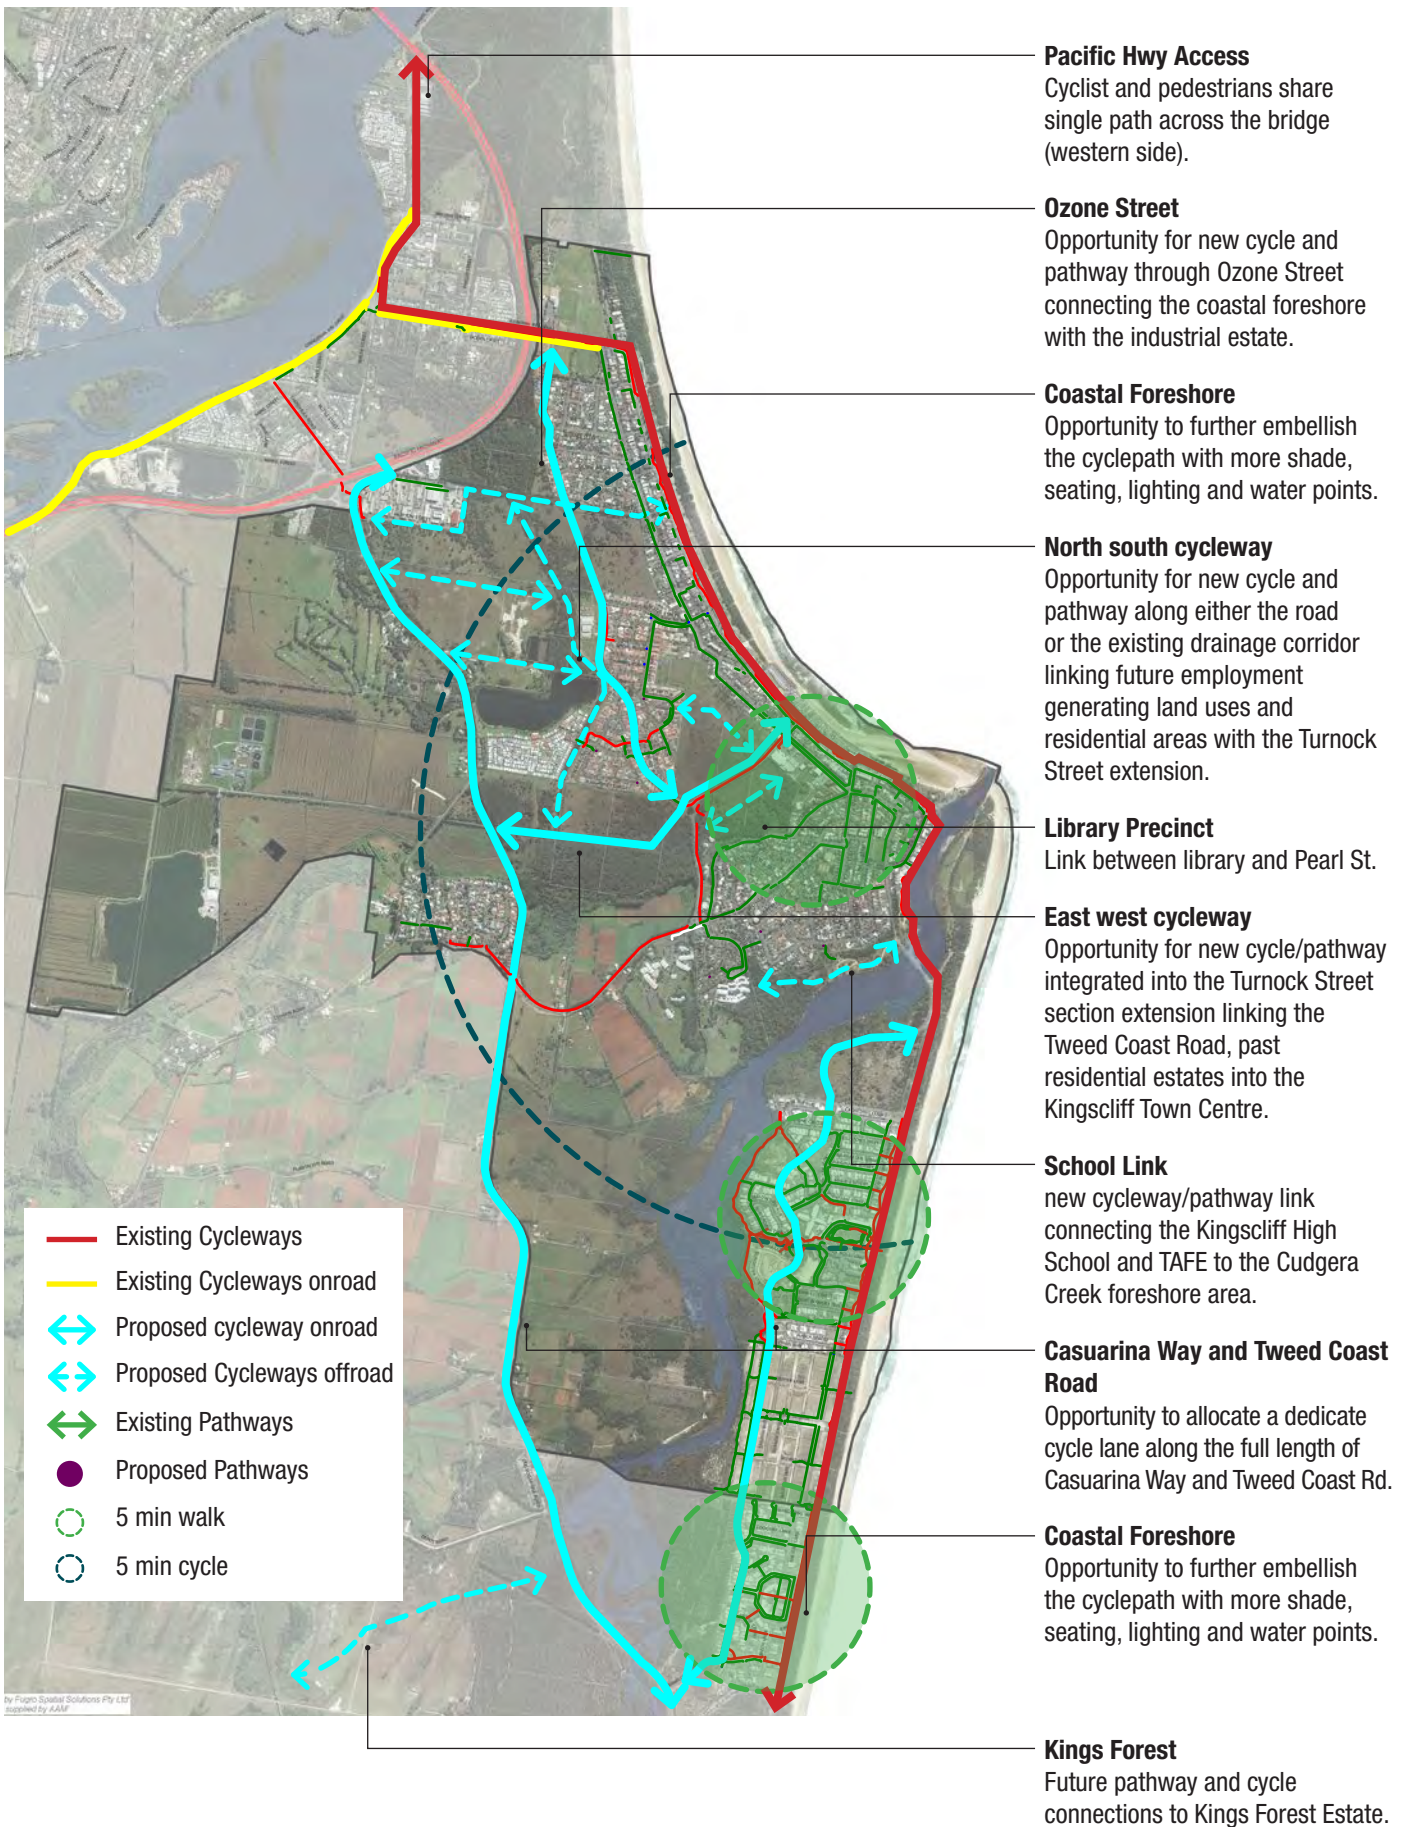 Pacific Hwy Access
Cyclist and pedestrians share
single path across the bridge
(western side).
Ozone Street
Opportunity for new cycle and
pathway through Ozone Street
connecting the coastal foreshore
with the industrial estate.
Coastal Foreshore
Opportunity to further embellish
the cyclepath with more shade,
seating, lighting and water points.
North south cycleway
Opportunity for new cycle and
pathway along either the road
or the existing drainage corridor
linking future employment
generating land uses and
residential areas with the Turnock
Street extension.
Library Precinct
Link between library and Pearl St.
East west cycleway
Opportunity for new cycle/pathway
integrated into the Turnock Street
section extension linking the
Tweed Coast Road, past
residential estates into the
Kingscliff Town Centre.
School Link
new cycleway/pathway link
connecting the Kingscliff High
School and TAFE to the Cudgera
Creek foreshore area.
Casuarina Way and Tweed Coast
Road
Opportunity to allocate a dedicate
cycle lane along the full length of
Casuarina Way and Tweed Coast Rd.
Coastal Foreshore
Opportunity to further embellish
the cyclepath with more shade,
seating, lighting and water points.
Kings Forest
Future pathway and cycle
connections to Kings Forest Estate.
Existing Cycleways
Existing Cycleways onroad
Proposed cycleway onroad
Proposed Cycleways offroad
Existing Pathways
Proposed Pathways
5 min walk
5 min cycle
by Fugro Spatial Solutions Pty Ltd
supplied by AAM